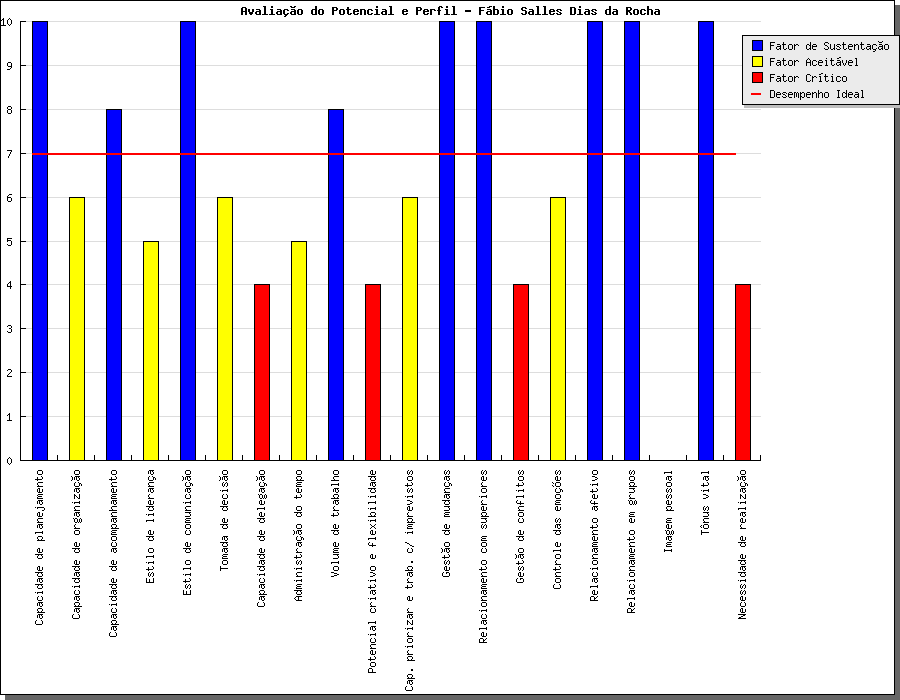 Avaliação do Potencial e Perfil - Fábio Salles Dias da Rocha
Fator de Sustentação
Fator Aceitável
Fator Crítico
Desempenho Ideal
10
9
8
7
6
5
4
3
2
1
0
Capacidade de planejamento
Capacidade de organização
Capacidade de acompanhamento
Estilo de liderança
Estilo de comunicação
Tomada de decisão
Capacidade de delegação
Administração do tempo
Volume de trabalho
Potencial criativo e flexibilidade
Cap. priorizar e trab. c/ imprevistos
Gestão de mudanças
Relacionamento com superiores
Gestão de conflitos
Controle das emoções
Relacionamento afetivo
Relacionamento em grupos
Imagem pessoal
Tônus vital
Necessidade de realização